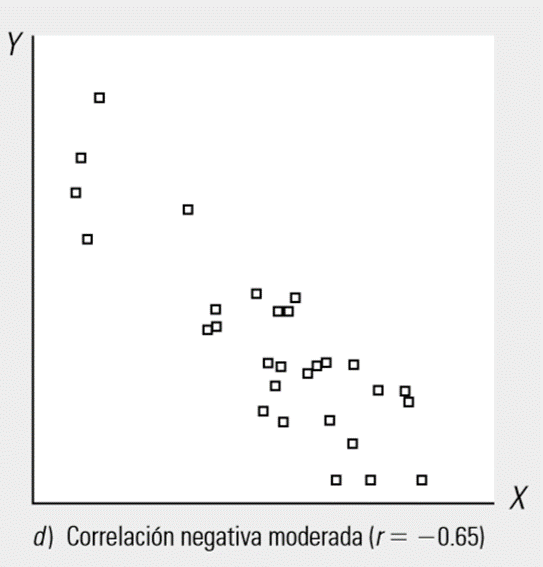 Y
X
d) Correlación negativa moderada (r = −0.65)